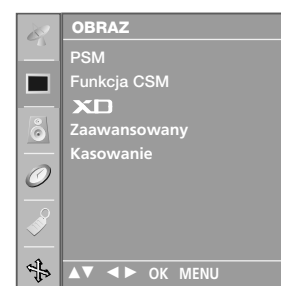 OBRAZ
PSM
Funkcja CSM
XD
Zaawansowany
Kasowanie
▲▼ ◄► OK MENU